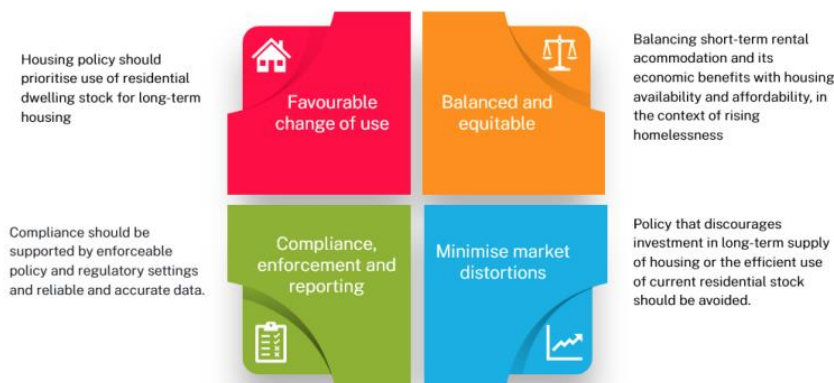 Housing policy should
prioritise use of residential
dwelling stock for long-term
housing
Favourable
change of use
Balanced and
equitable
Balancing short-term rental
acommodation and its
economic benefits with housing
availability and affordability, in
the context of rising
homelessness
Compliance should be
supported by enforceable
policy and regulatory settings
and reliable and accurate data.
Compliance,
enforcement and
reporting
Minimise market
distortions
Policy that discourages
investment in long-term supply
of housing or the efficient use
of current residential stock
should be avoided.